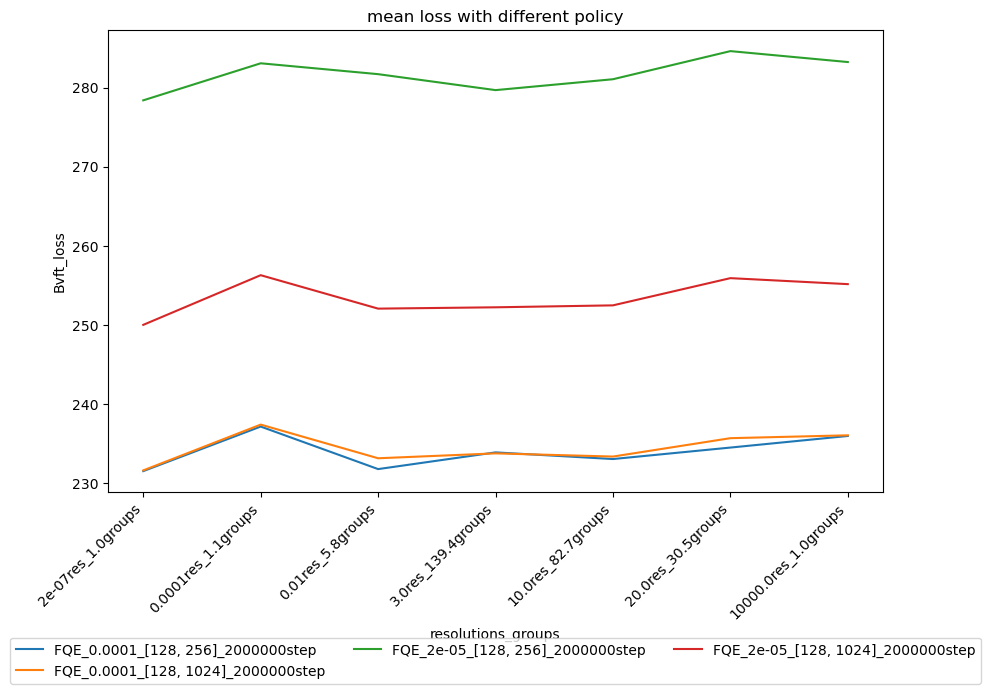 mean loss with different policy
Bvft_loss
280
270
260
250
240
230
2e-07res_1.0groups
0.0001res_1.1groups
0.01res_5.8groups
3.0res_139.4groups
10.0res_82.7groups
20.0res_30.5groups
10000.0res_1.0groups
resolutions_groups
FQE_0.0001_[128, 256]_2000000step
FQE_0.0001_[128, 1024]_2000000step
FQE_2e-05_[128, 256]_2000000step
FQE_2e-05_[128, 1024]_2000000step